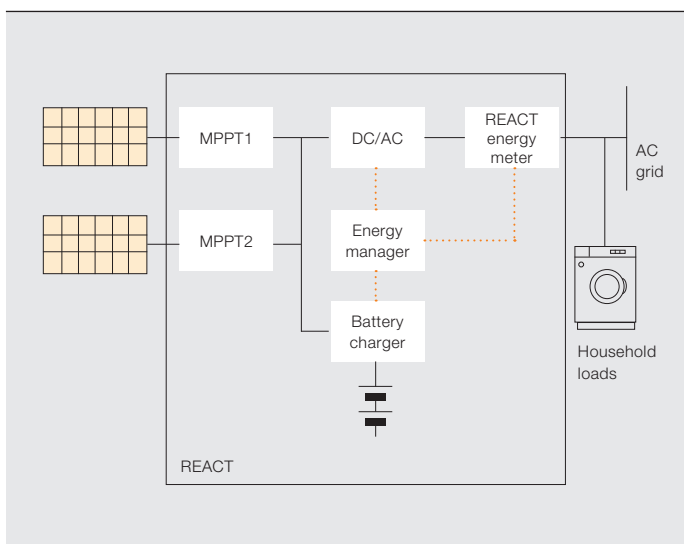 MPPT1
DC/AC
REACT
energy
meter
AC
grid
MPPT2
Energy
manager
Battery
charger
Household
loads
REACT